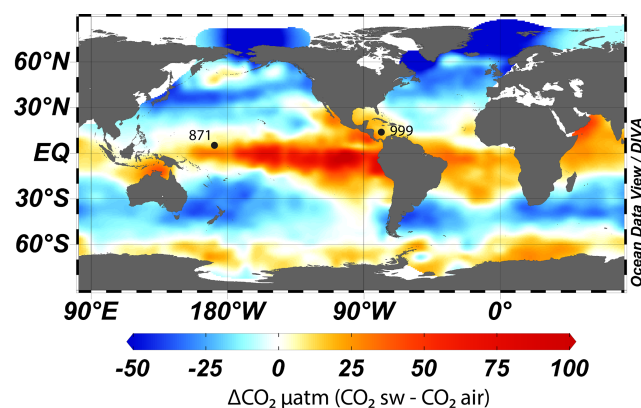 60°N
30°N
EQ
30°S
60°S
871
999
90°E
180°W
90°W
0°
Ocean Data View / DIVA
-50
-25
0
25
50
75
100
ΔCO₂ µatm (CO₂ sw - CO₂ air)